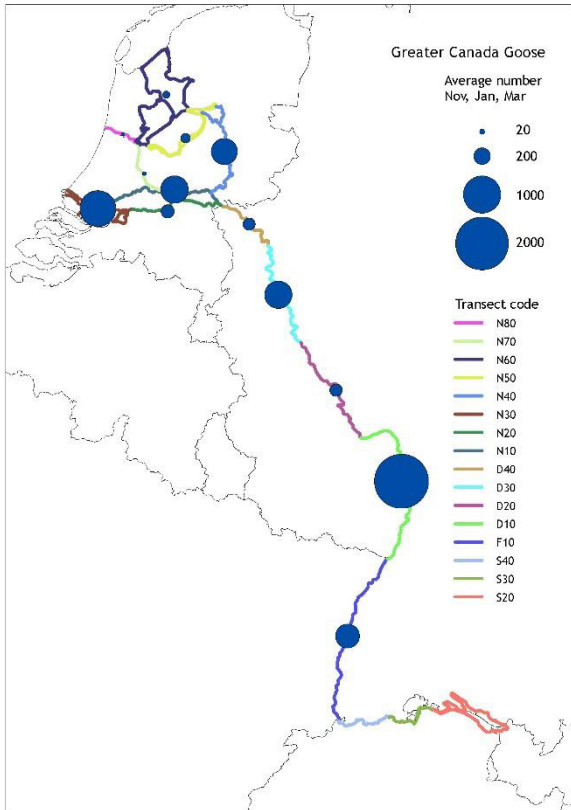 Greater Canada Goose
Average number
Nov, Jan, Mar
20
200
1000
2000
Transect code
N80
N70
N60
N50
N40
N30
N20
N10
D40
D30
D20
D10
F10
S40
S30
S20